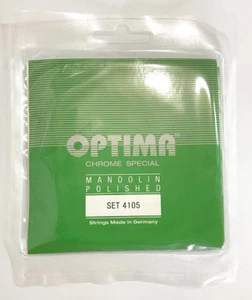 OPTIMA
CHROME SPECIAL
MANDOLIN
POLISHED
SET 4105
Strings Made in Germany